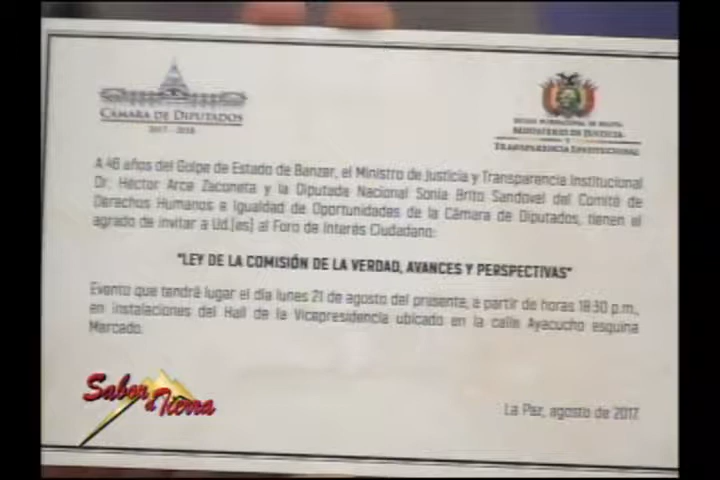 CÁMARA DE DIPUTADOS
2017 - 2018
ESTADO PLURINACIONAL DE BOLIVIA
MINISTERIO DE JUSTICIA
Y
TRANSPARENCIA INSTITUCIONAL
A 46 años del Golpe de Estado de Banzer, el Ministro de Justicia y Transparencia Institucional
Dr. Héctor Arce Zaconeta y la Diputada Nacional Sonia Brito Sandoval del Comité de
Derechos Humanos e Igualdad de Oportunidades de la Cámara de Diputados, tienen el
agrado de invitar a Ud.(es) al Foro de Interés Ciudadano:
"LEY DE LA COMISIÓN DE LA VERDAD, AVANCES Y PERSPECTIVAS"
Evento que tendrá lugar el día lunes 21 de agosto del presente, a partir de horas 18:30 p.m.,
en instalaciones del Hall de la Vicepresidencia ubicado en la calle Ayacucho esquina
Mercado.
Sabor a Tierra
La Paz, agosto de 2017